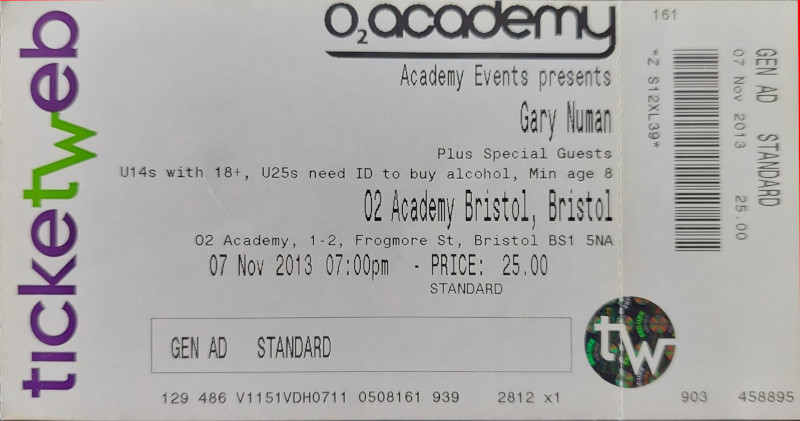 ticketweb
O2 academy
Academy Events presents
Gary Numan
Plus Special Guests
U14s with 18+, U25s need ID to buy alcohol, Min age 8
O2 Academy Bristol, Bristol
O2 Academy, 1-2, Frogmore St, Bristol BS1 5NA
07 Nov 2013 07:00pm - PRICE: 25.00
STANDARD
GEN AD STANDARD
129 486 V1151VDH0711 0508161 939 2812 x1
tw
161
GEN AD STANDARD
07 Nov 2013 25.00
*Z S12XL39*
903 458895